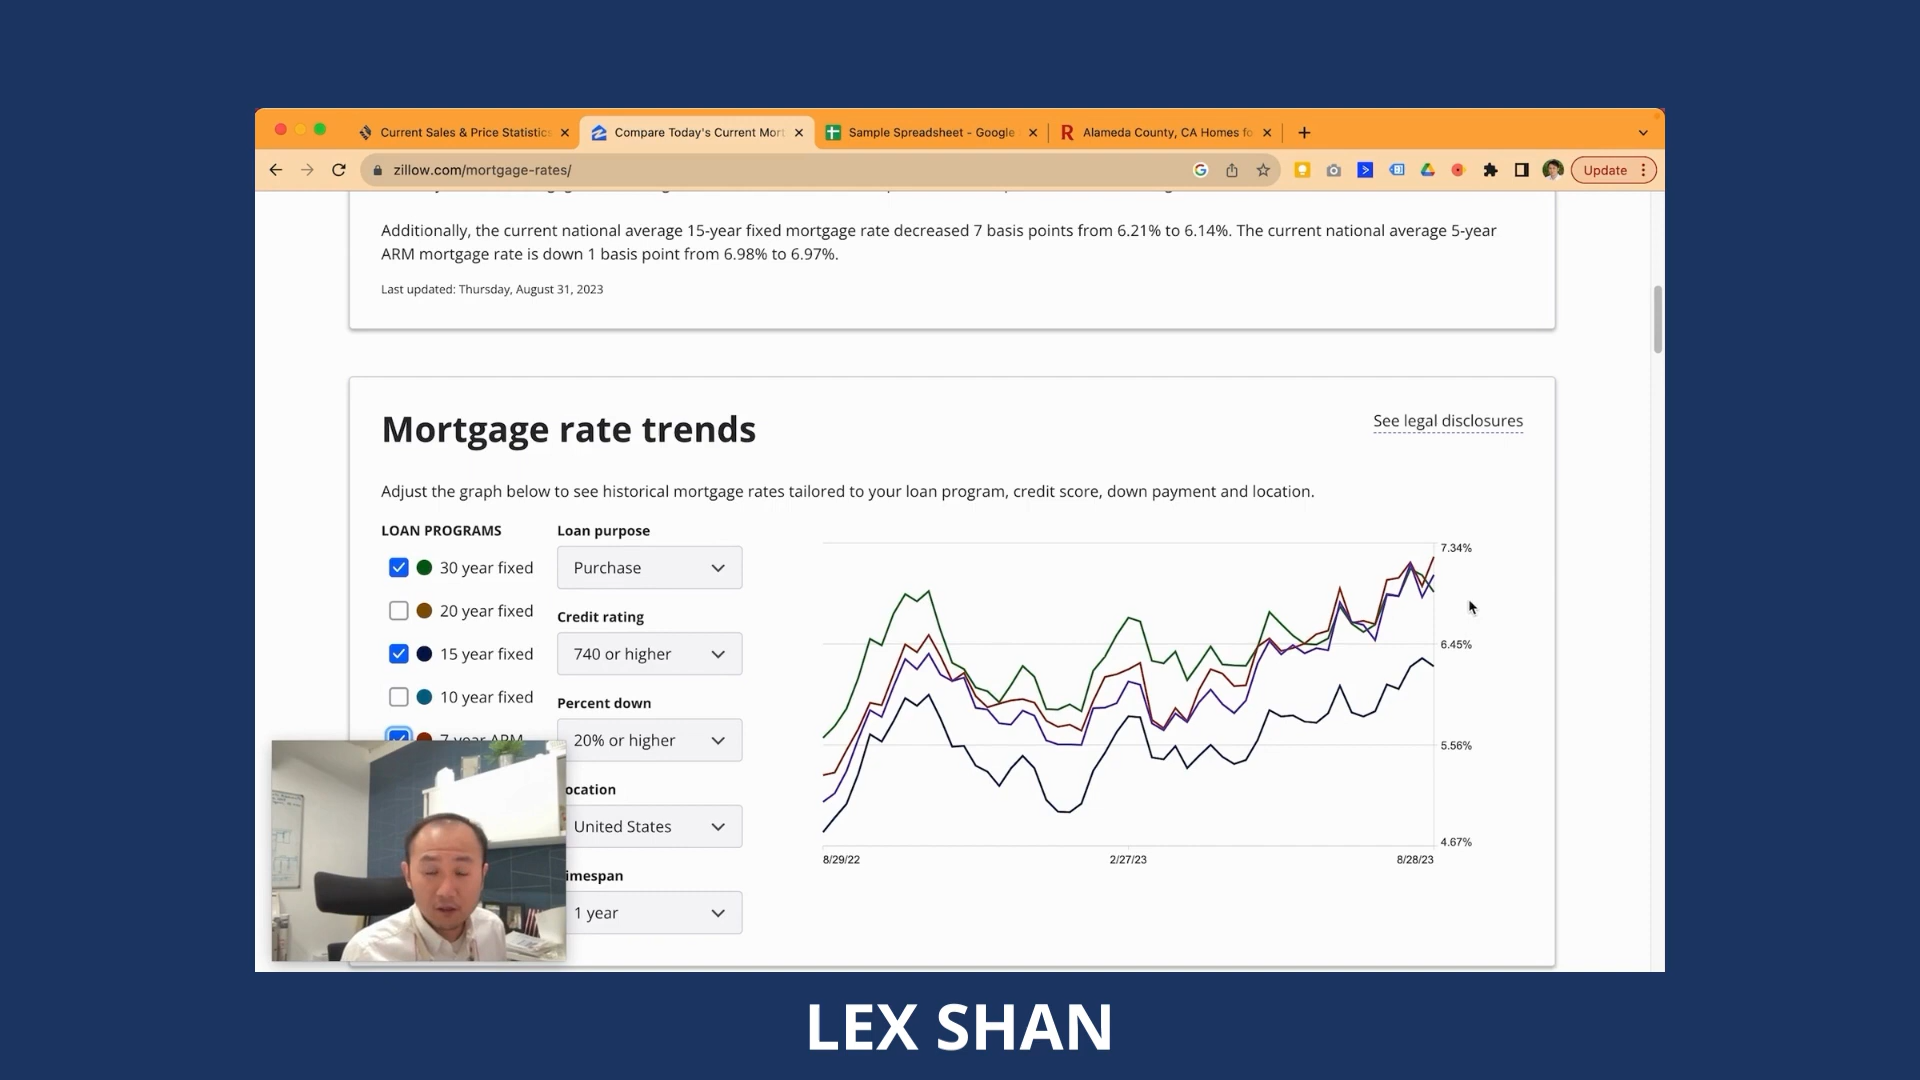 Current Sales & Price Statistics
Compare Today's Current Mor
Sample Spreadsheet - Google
R
Alameda County, CA Homes fo
zillow.com/mortgage-rates/
Update
Additionally, the current national average 15-year fixed mortgage rate decreased 7 basis points from 6.21% to 6.14%. The current national average 5-year
ARM mortgage rate is down 1 basis point from 6.98% to 6.97%.
Last updated: Thursday, August 31, 2023
Mortgage rate trends
See legal disclosures
Adjust the graph below to see historical mortgage rates tailored to your loan program, credit score, down payment and location.
LOAN PROGRAMS
30 year fixed
20 year fixed
15 year fixed
10 year fixed
7 year ARM
Loan purpose
Purchase
Credit rating
740 or higher
Percent down
20% or higher
ocation
United States
imespan
1 year
7.34%
6.45%
5.56%
4.67%
8/29/22
2/27/23
8/28/23
LEX SHAN